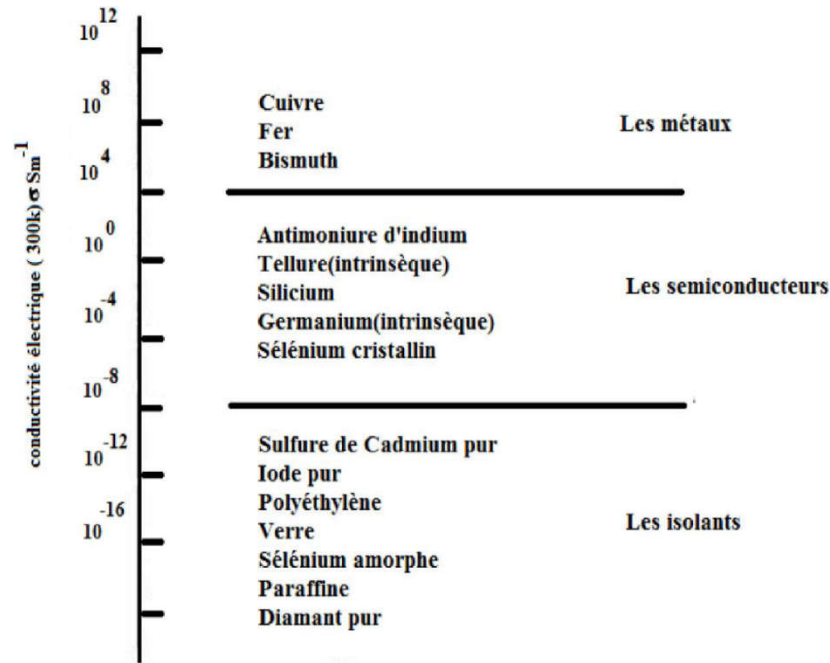 10^12
10^8
Cuivre
Fer
Les métaux
Bismuth
10^4
10^0
Antimoniure d'indium
Tellure(intrinsèque)
Silicium
Les semiconducteurs
10^-4
Germanium(intrinsèque)
Sélénium cristallin
10^-8
10^-12
Sulfure de Cadmium pur
Iode pur
Polyéthylène
10^-16
Verre
Les isolants
Sélénium amorphe
Paraffine
Diamant pur
conductivité électrique ( 300k) σ Sm^-1